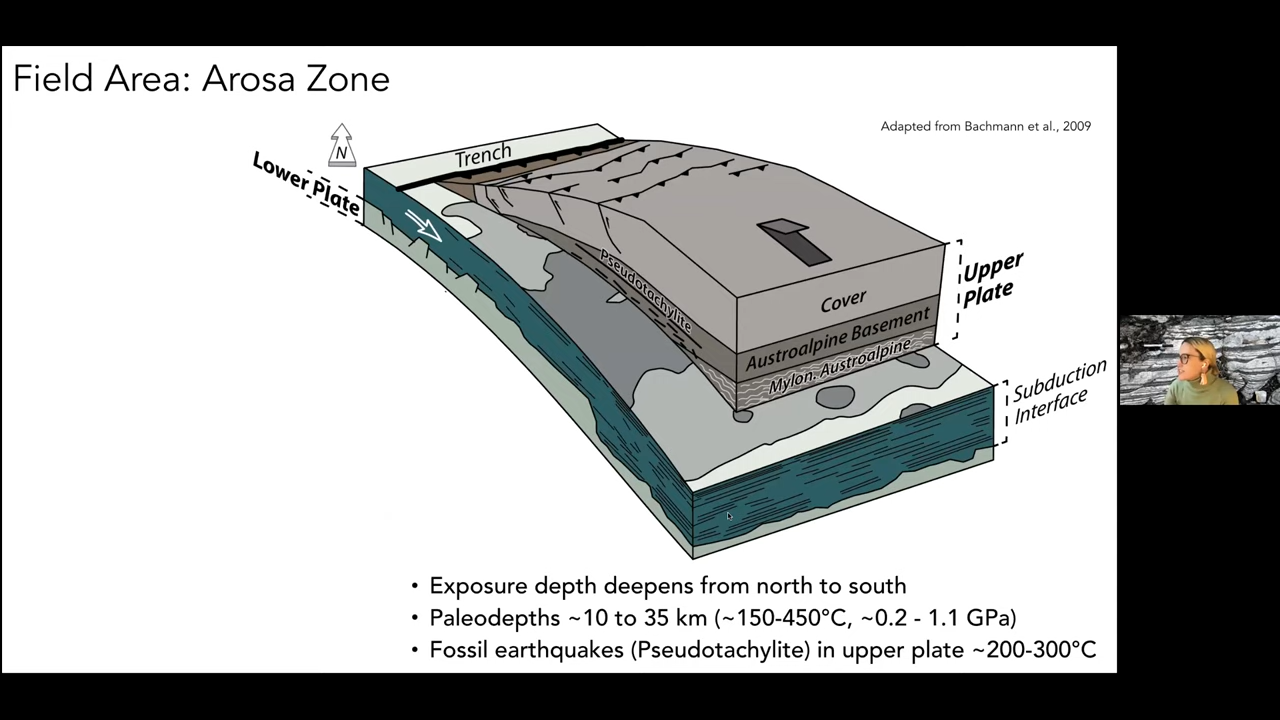 Field Area: Arosa Zone
Adapted from Bachmann et al., 2009
N
Trench
Lower Plate
Pseudotachylite
Cover
Austroalpine Basement
Mylon. Austroalpine
Upper
Plate
Subduction
Interface
• Exposure depth deepens from north to south
• Paleodepths ~10 to 35 km (~150-450°C, ~0.2 - 1.1 GPa)
• Fossil earthquakes (Pseudotachylite) in upper plate ~200-300°C